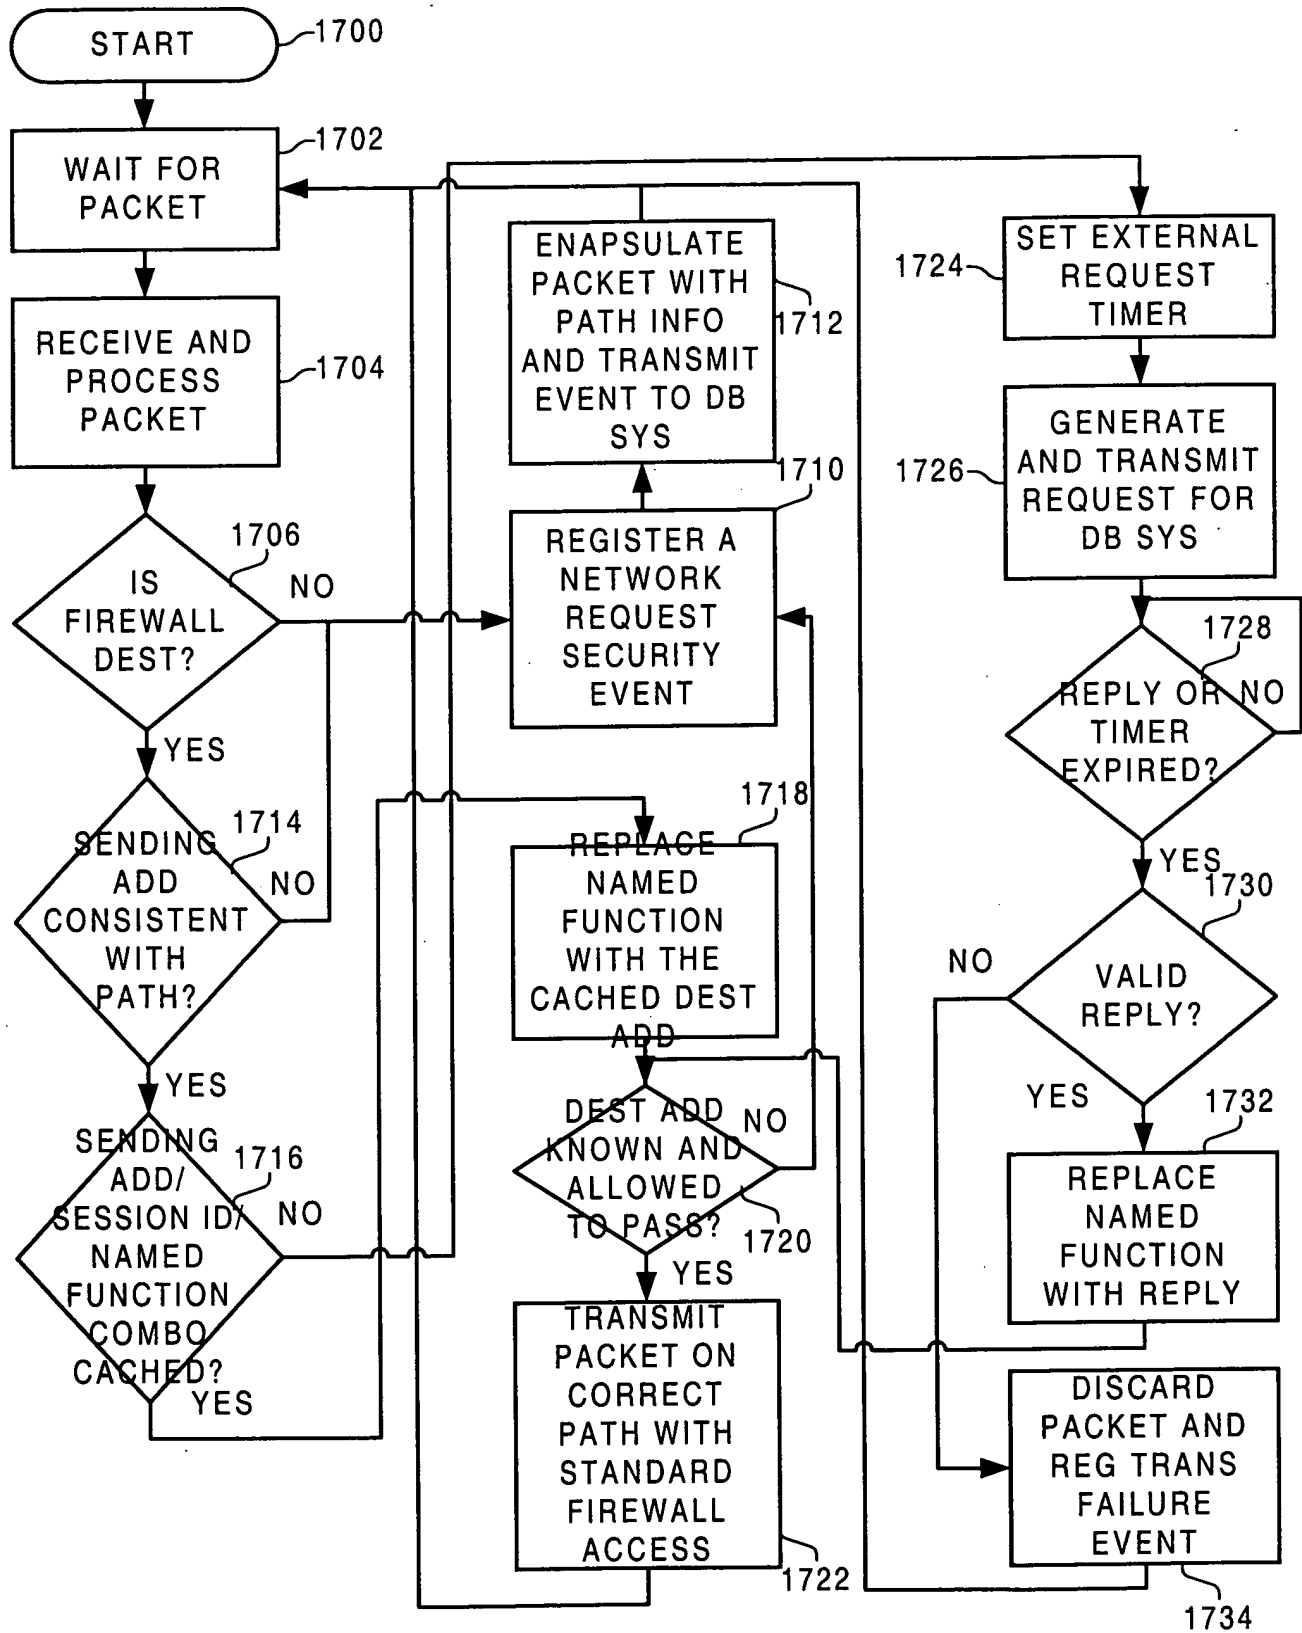 START
1700
WAIT FOR
PACKET
1702
RECEIVE AND
PROCESS
PACKET
1704
IS
FIREWALL
DEST?
1706
NO
YES
SENDING
ADD
CONSISTENT
WITH
PATH?
1714
NO
YES
SENDING
ADD/
SESSION ID/
NAMED
FUNCTION
COMBO
CACHED?
1716
NO
YES
ENAPSULATE
PACKET WITH
PATH INFO
AND TRANSMIT
EVENT TO DB
SYS
1712
REGISTER A
NETWORK
REQUEST
SECURITY
EVENT
1710
REPLACE
NAMED
FUNCTION
WITH THE
CACHED DEST
ADD
1718
DEST ADD
KNOWN AND
ALLOWED
TO PASS?
NO
1720
YES
TRANSMIT
PACKET ON
CORRECT
PATH WITH
STANDARD
FIREWALL
ACCESS
1722
SET EXTERNAL
REQUEST
TIMER
1724
GENERATE
AND TRANSMIT
REQUEST FOR
DB SYS
1726
REPLY OR
TIMER
EXPIRED?
1728
NO
YES
VALID
REPLY?
1730
NO
YES
REPLACE
NAMED
FUNCTION
WITH REPLY
1732
DISCARD
PACKET AND
REG TRANS
FAILURE
EVENT
1734